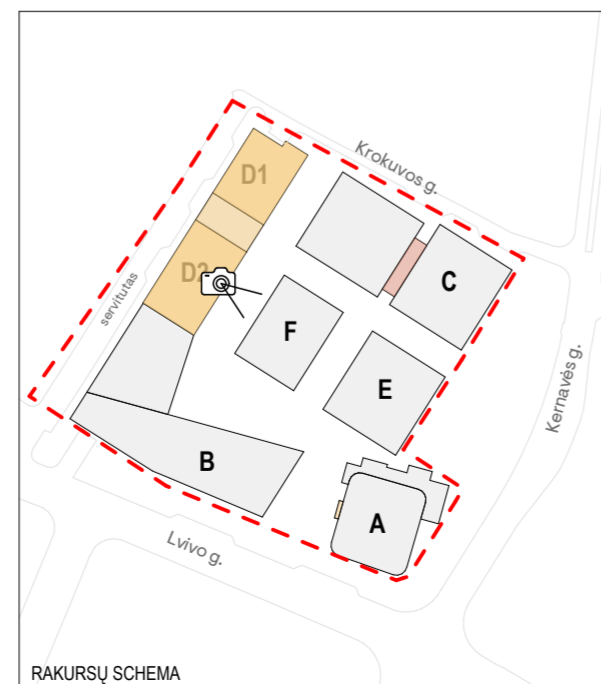 Krokuvos g.
D1
D2
servitutas
C
F
E
Kernavės g.
B
A
Lvivo g.
RAKURSŲ SCHEMA